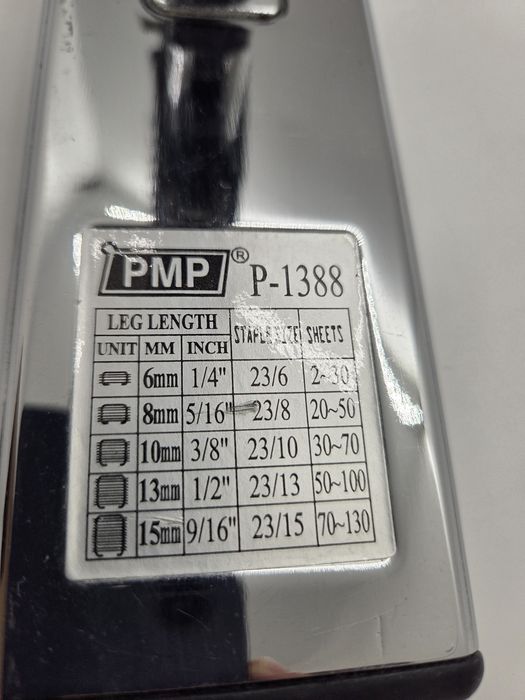 PMP® P-1388
LEG LENGTH STAPLE SIZE SHEETS
UNIT MM INCH
6mm 1/4" 23/6 2~30
8mm 5/16" 23/8 20~50
10mm 3/8" 23/10 30~70
13mm 1/2" 23/13 50~100
15mm 9/16" 23/15 70~130